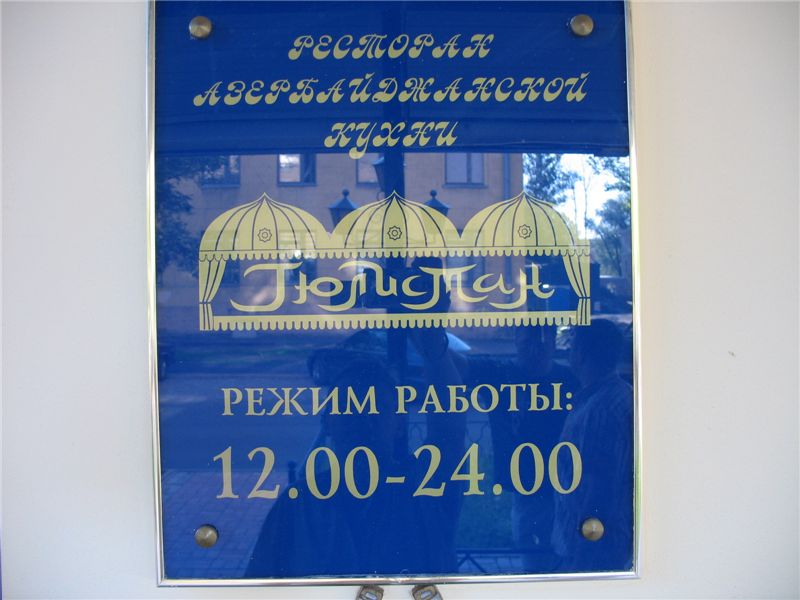 РЕСТОРАН
АЗЕРБАЙДЖАНСКОЙ
КУХНИ
Гюлистан
РЕЖИМ РАБОТЫ:
12.00-24.00